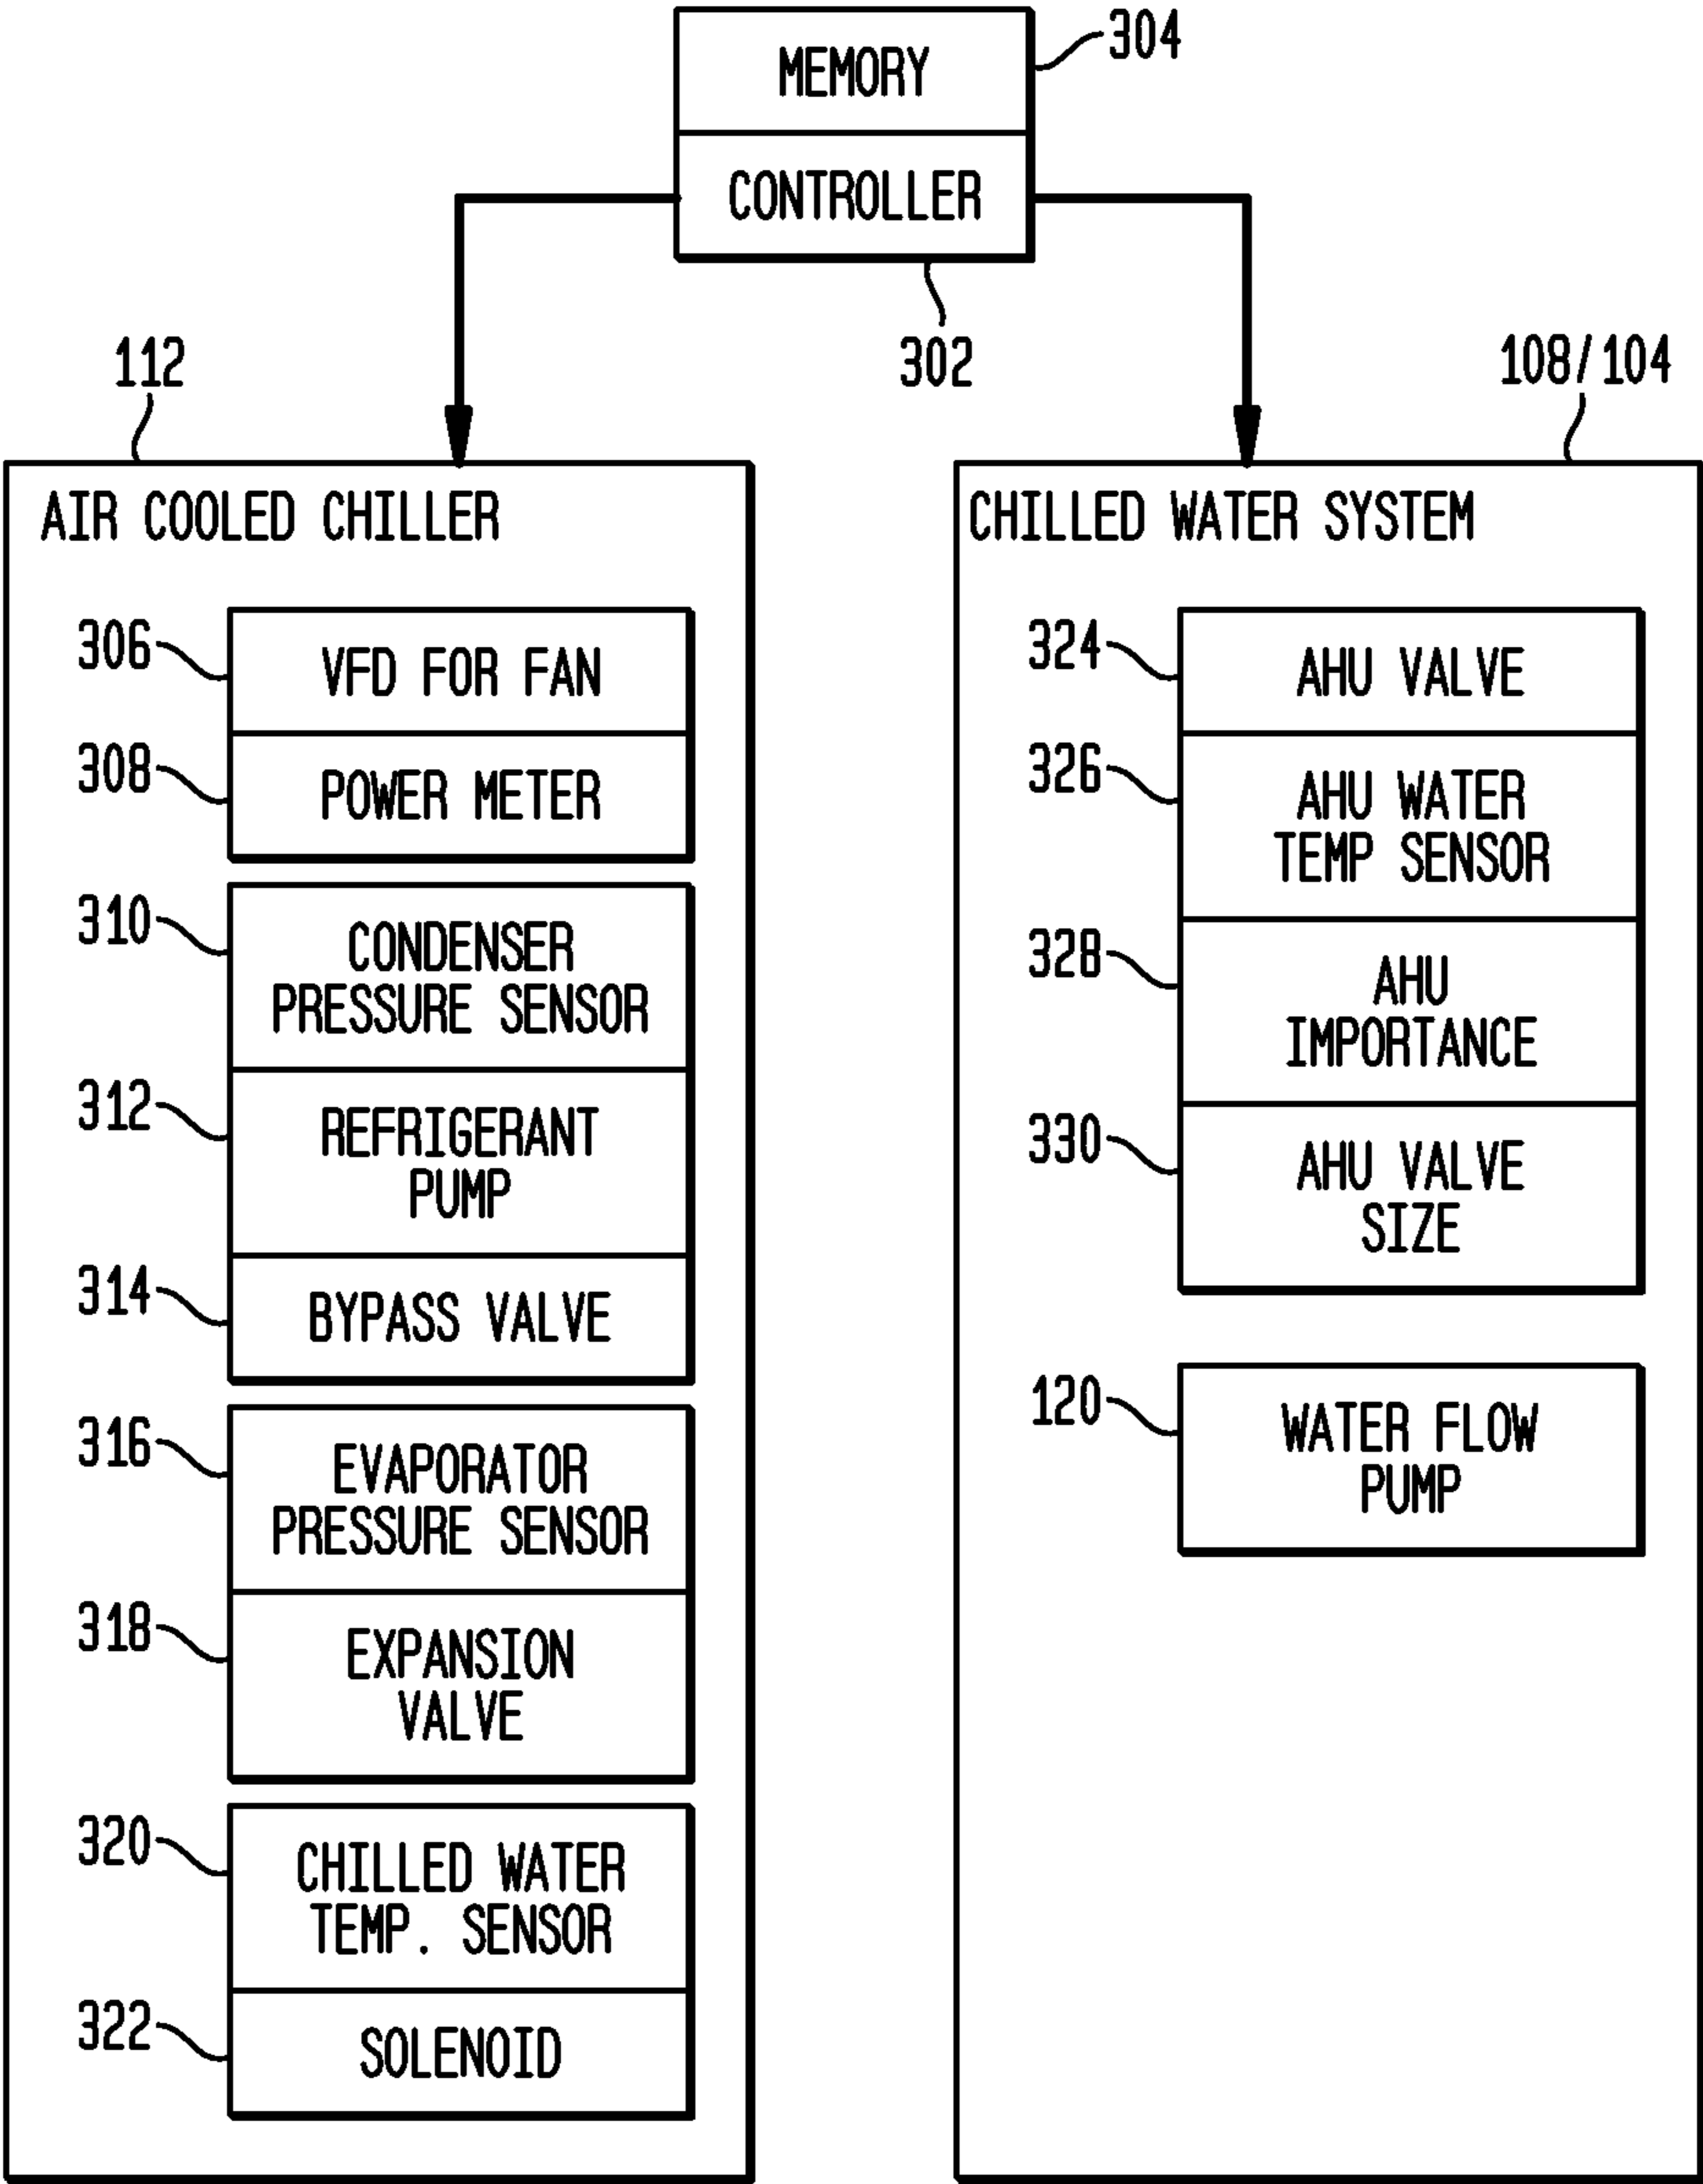 MEMORY
304
CONTROLLER
302
112
108/104
AIR COOLED CHILLER
306
VFD FOR FAN
308
POWER METER
310
CONDENSER
PRESSURE SENSOR
312
REFRIGERANT
PUMP
314
BYPASS VALVE
316
EVAPORATOR
PRESSURE SENSOR
318
EXPANSION
VALVE
320
CHILLED WATER
TEMP. SENSOR
322
SOLENOID
CHILLED WATER SYSTEM
324
AHU VALVE
326
AHU WATER
TEMP SENSOR
328
AHU
IMPORTANCE
330
AHU VALVE
SIZE
120
WATER FLOW
PUMP